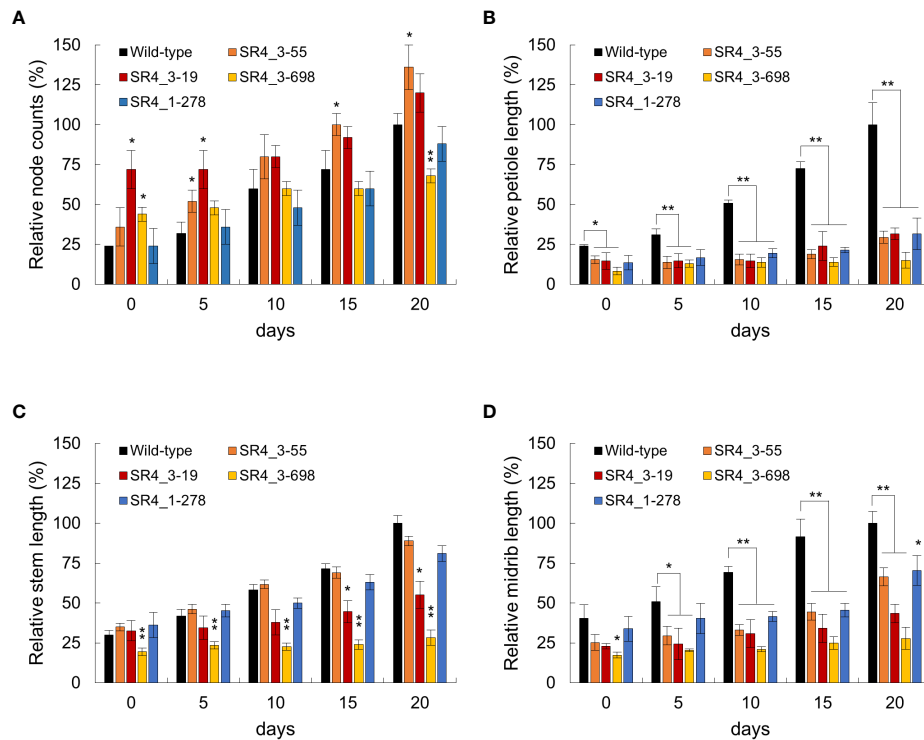 A
Relative node counts (%)
150
125
100
75
50
25
0
Wild-type SR4_3-55
SR4_3-19 SR4_3-698
SR4_1-278
* * * * * * **
0 5 10 15 20
days
B
Relative petiole length (%)
150
125
100
75
50
25
0
Wild-type SR4_3-55
SR4_3-19 SR4_3-698
SR4_1-278
* ** ** ** **
0 5 10 15 20
days
C
Relative stem length (%)
150
125
100
75
50
25
0
Wild-type SR4_3-55
SR4_3-19 SR4_3-698
SR4_1-278
** ** ** * ** * **
0 5 10 15 20
days
D
Relative midrib length (%)
150
125
100
75
50
25
0
Wild-type SR4_3-55
SR4_3-19 SR4_3-698
SR4_1-278
* * ** ** ** *
0 5 10 15 20
days